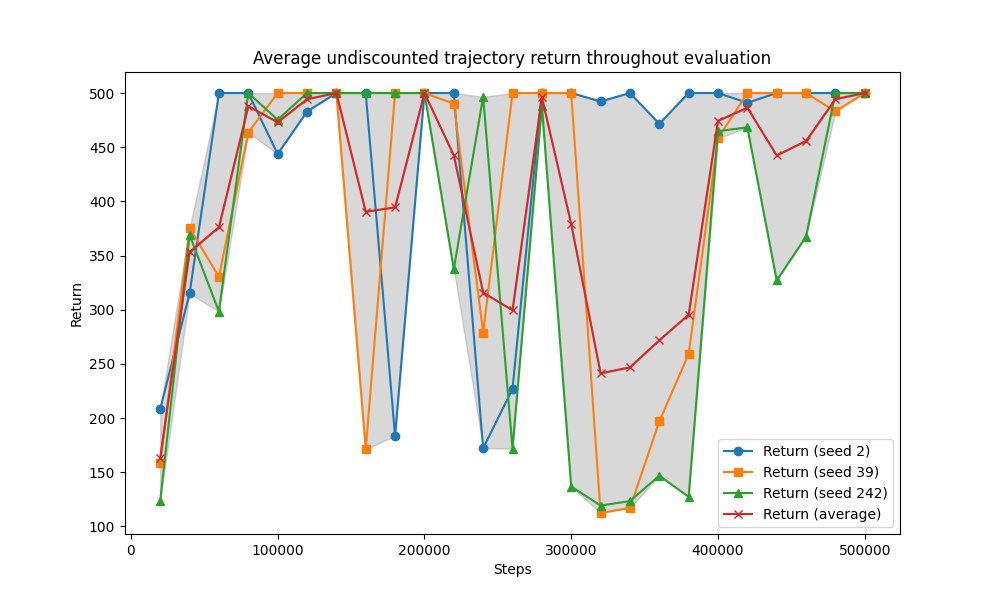 Average undiscounted trajectory return throughout evaluation
Return
500
450
400
350
300
250
200
150
100
0
100000
200000
300000
400000
500000
Steps
Return (seed 2)
Return (seed 39)
Return (seed 242)
Return (average)